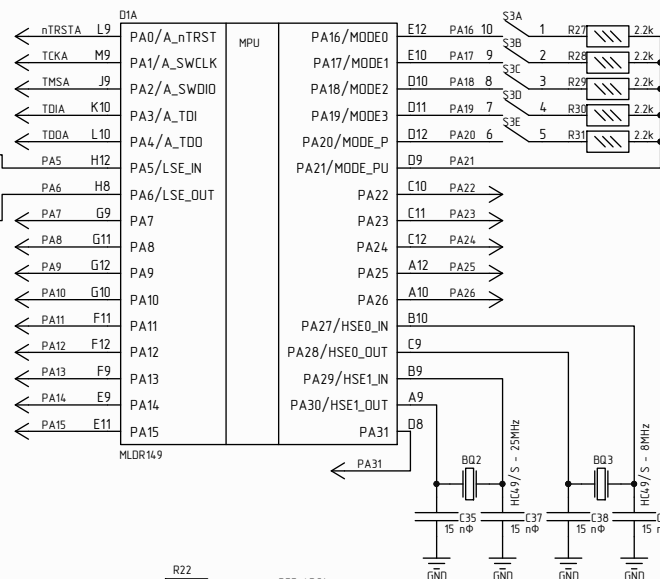 D1A
nTRSTA L9 PA0/A_nTRST MPU PA16/MODE0 E12 PA16 10 S3A 1 R27 2.2k
TCKA M9 PA1/A_SWCLK PA17/MODE1 E10 PA17 9 S3B 2 R28 2.2k
TMSA J9 PA2/A_SWDIO PA18/MODE2 D10 PA18 8 S3C 3 R29 2.2k
TDIA K10 PA3/A_TDI PA19/MODE3 D11 PA19 7 S3D 4 R30 2.2k
TDOA L10 PA4/A_TDO PA20/MODE_P D12 PA20 6 S3E 5 R31 2.2k
PA5 H12 PA5/LSE_IN PA21/MODE_PU D9 PA21
PA6 H8 PA6/LSE_OUT PA22 C10 PA22
PA7 G9 PA7 PA23 C11 PA23
PA8 G11 PA8 PA24 C12 PA24
PA9 G12 PA9 PA25 A12 PA25
PA10 G10 PA10 PA26 A10 PA26
PA11 F11 PA11 PA27/HSE0_IN B10
PA12 F12 PA12 PA28/HSE0_OUT C9
PA13 F9 PA13 PA29/HSE1_IN B9
PA14 E9 PA14 PA30/HSE1_OUT A9
PA15 E11 PA15 PA31 D8
MLDR149
PA31
BQ2 HC49/S - 25MHz BQ3 HC49/S - 8MHz
C35 C37 C38
15 пФ 15 пФ 15 пФ 15
GND GND GND GND
R22